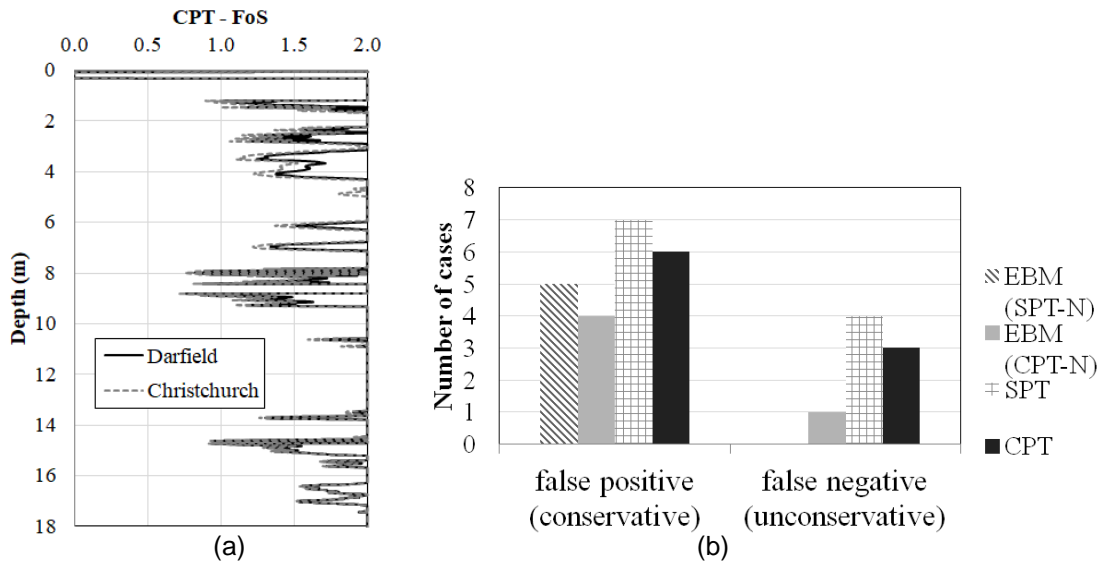 CPT - FoS
0.0 0.5 1.0 1.5 2.0
0
2
4
6
8
10
12
14
16
18
Depth (m)
Darfield
Christchurch
(a)
8
7
6
5
4
3
2
1
0
Number of cases
false positive
(conservative)
false negative
(unconservative)
EBM
(SPT-N)
EBM
(CPT-N)
SPT
CPT
(b)